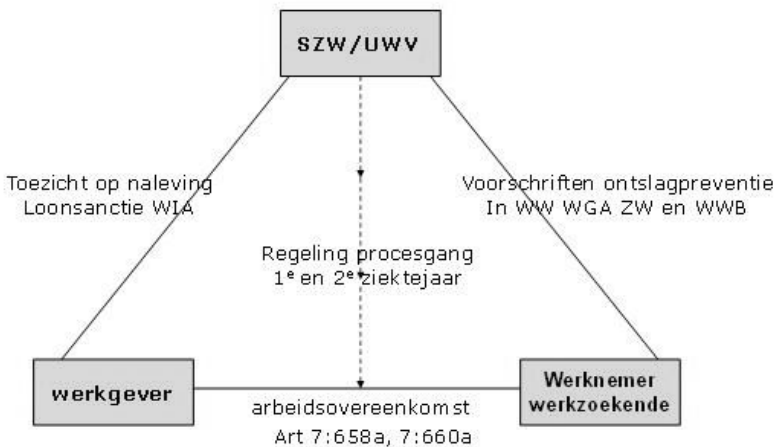 SZW/UWV
Toezicht op naleving
Loonsanctie WIA
Voorschriften ontslagpreventie
In WW WGA ZW en WWB
Regeling procesgang
1e en 2e ziektejaar
werkgever
arbeidsovereenkomst
Art 7:658a, 7:660a
Werknemer
werkzoekende